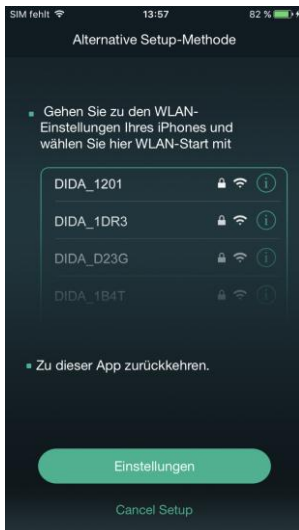 SIM fehlt 13:57 82 %
Alternative Setup-Methode
Gehen Sie zu den WLAN-
Einstellungen Ihres iPhones und
wählen Sie hier WLAN-Start mit
DIDA_1201
DIDA_1DR3
DIDA_D23G
DIDA_1B4T
Zu dieser App zurückkehren.
Einstellungen
Cancel Setup